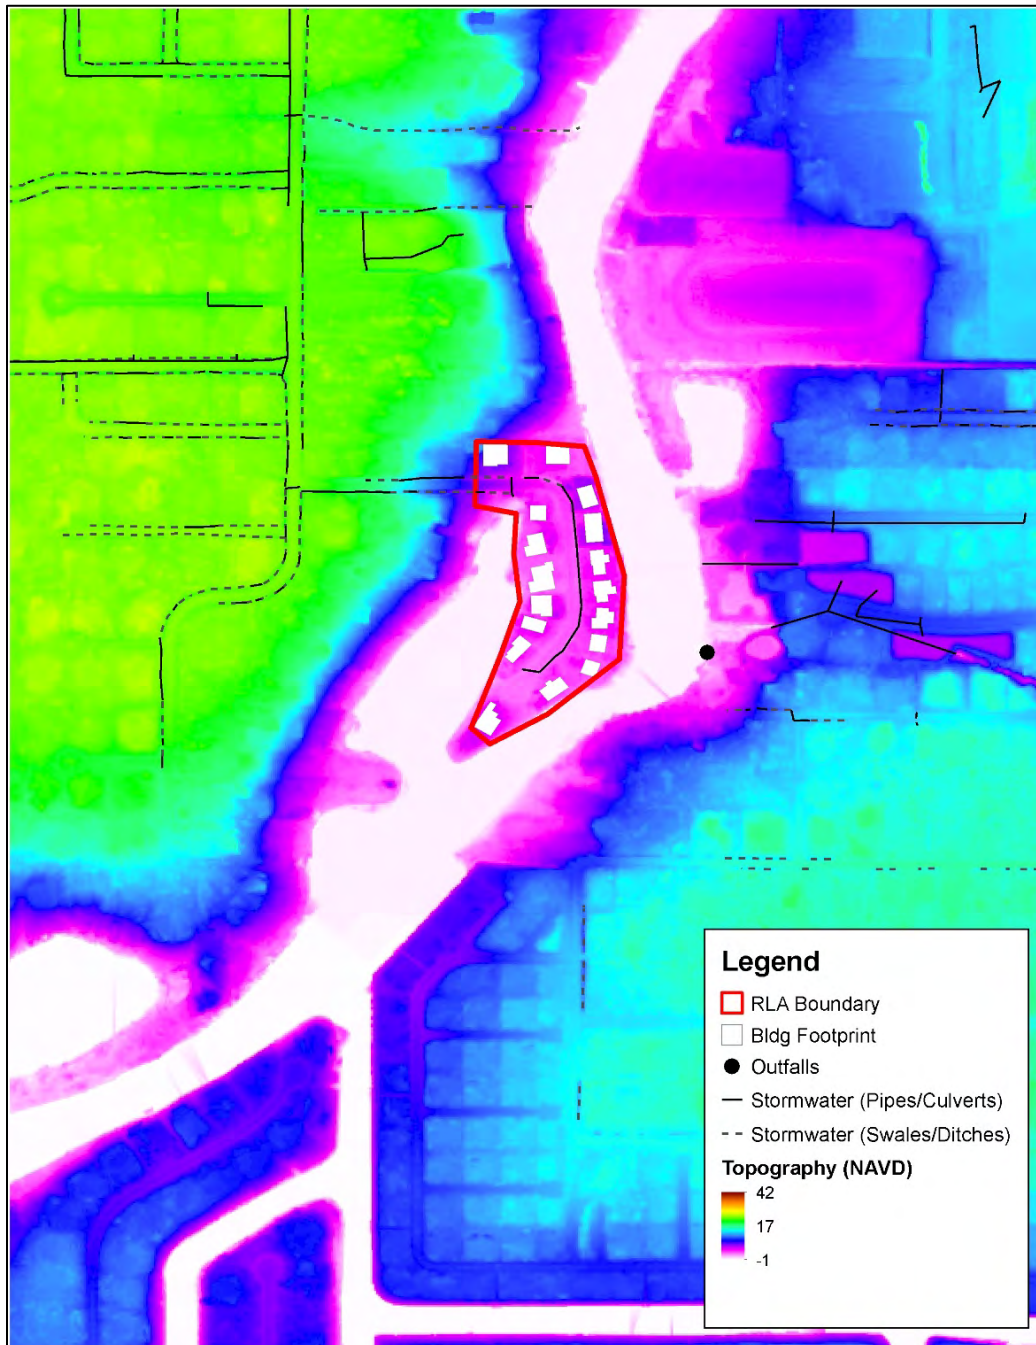 Legend
RLA Boundary
Bldg Footprint
Outfalls
Stormwater (Pipes/Culverts)
Stormwater (Swales/Ditches)
Topography (NAVD)
42
17
-1